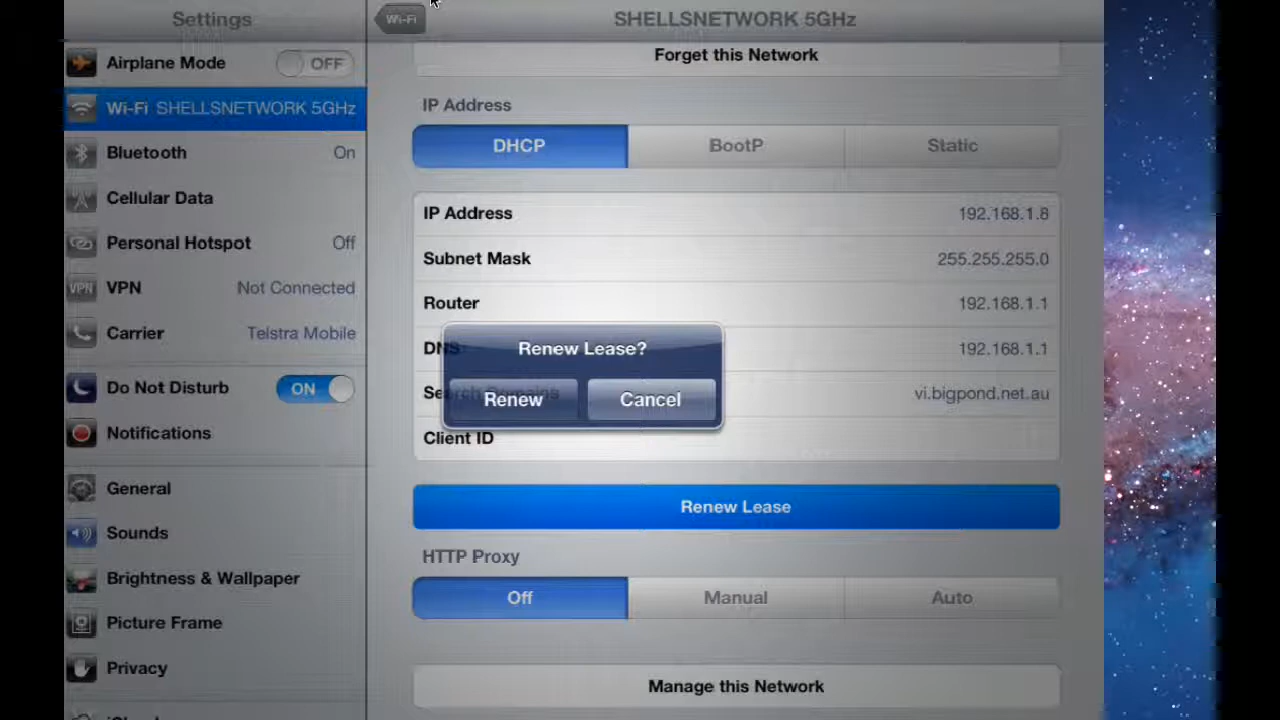 Settings
Airplane Mode OFF
Wi-Fi SHELLSNETWORK 5GHz
Bluetooth On
Cellular Data
Personal Hotspot Off
VPN VPN Not Connected
Carrier Telstra Mobile
Do Not Disturb ON
Notifications
General
Sounds
Brightness & Wallpaper
Picture Frame
Privacy
Wi-Fi SHELLSNETWORK 5GHz
Forget this Network
IP Address
DHCP BootP Static
IP Address 192.168.1.8
Subnet Mask 255.255.255.0
Router 192.168.1.1
DNS 192.168.1.1
Search Domains vi.bigpond.net.au
Client ID
Renew Lease?
Renew Cancel
Renew Lease
HTTP Proxy
Off Manual Auto
Manage this Network